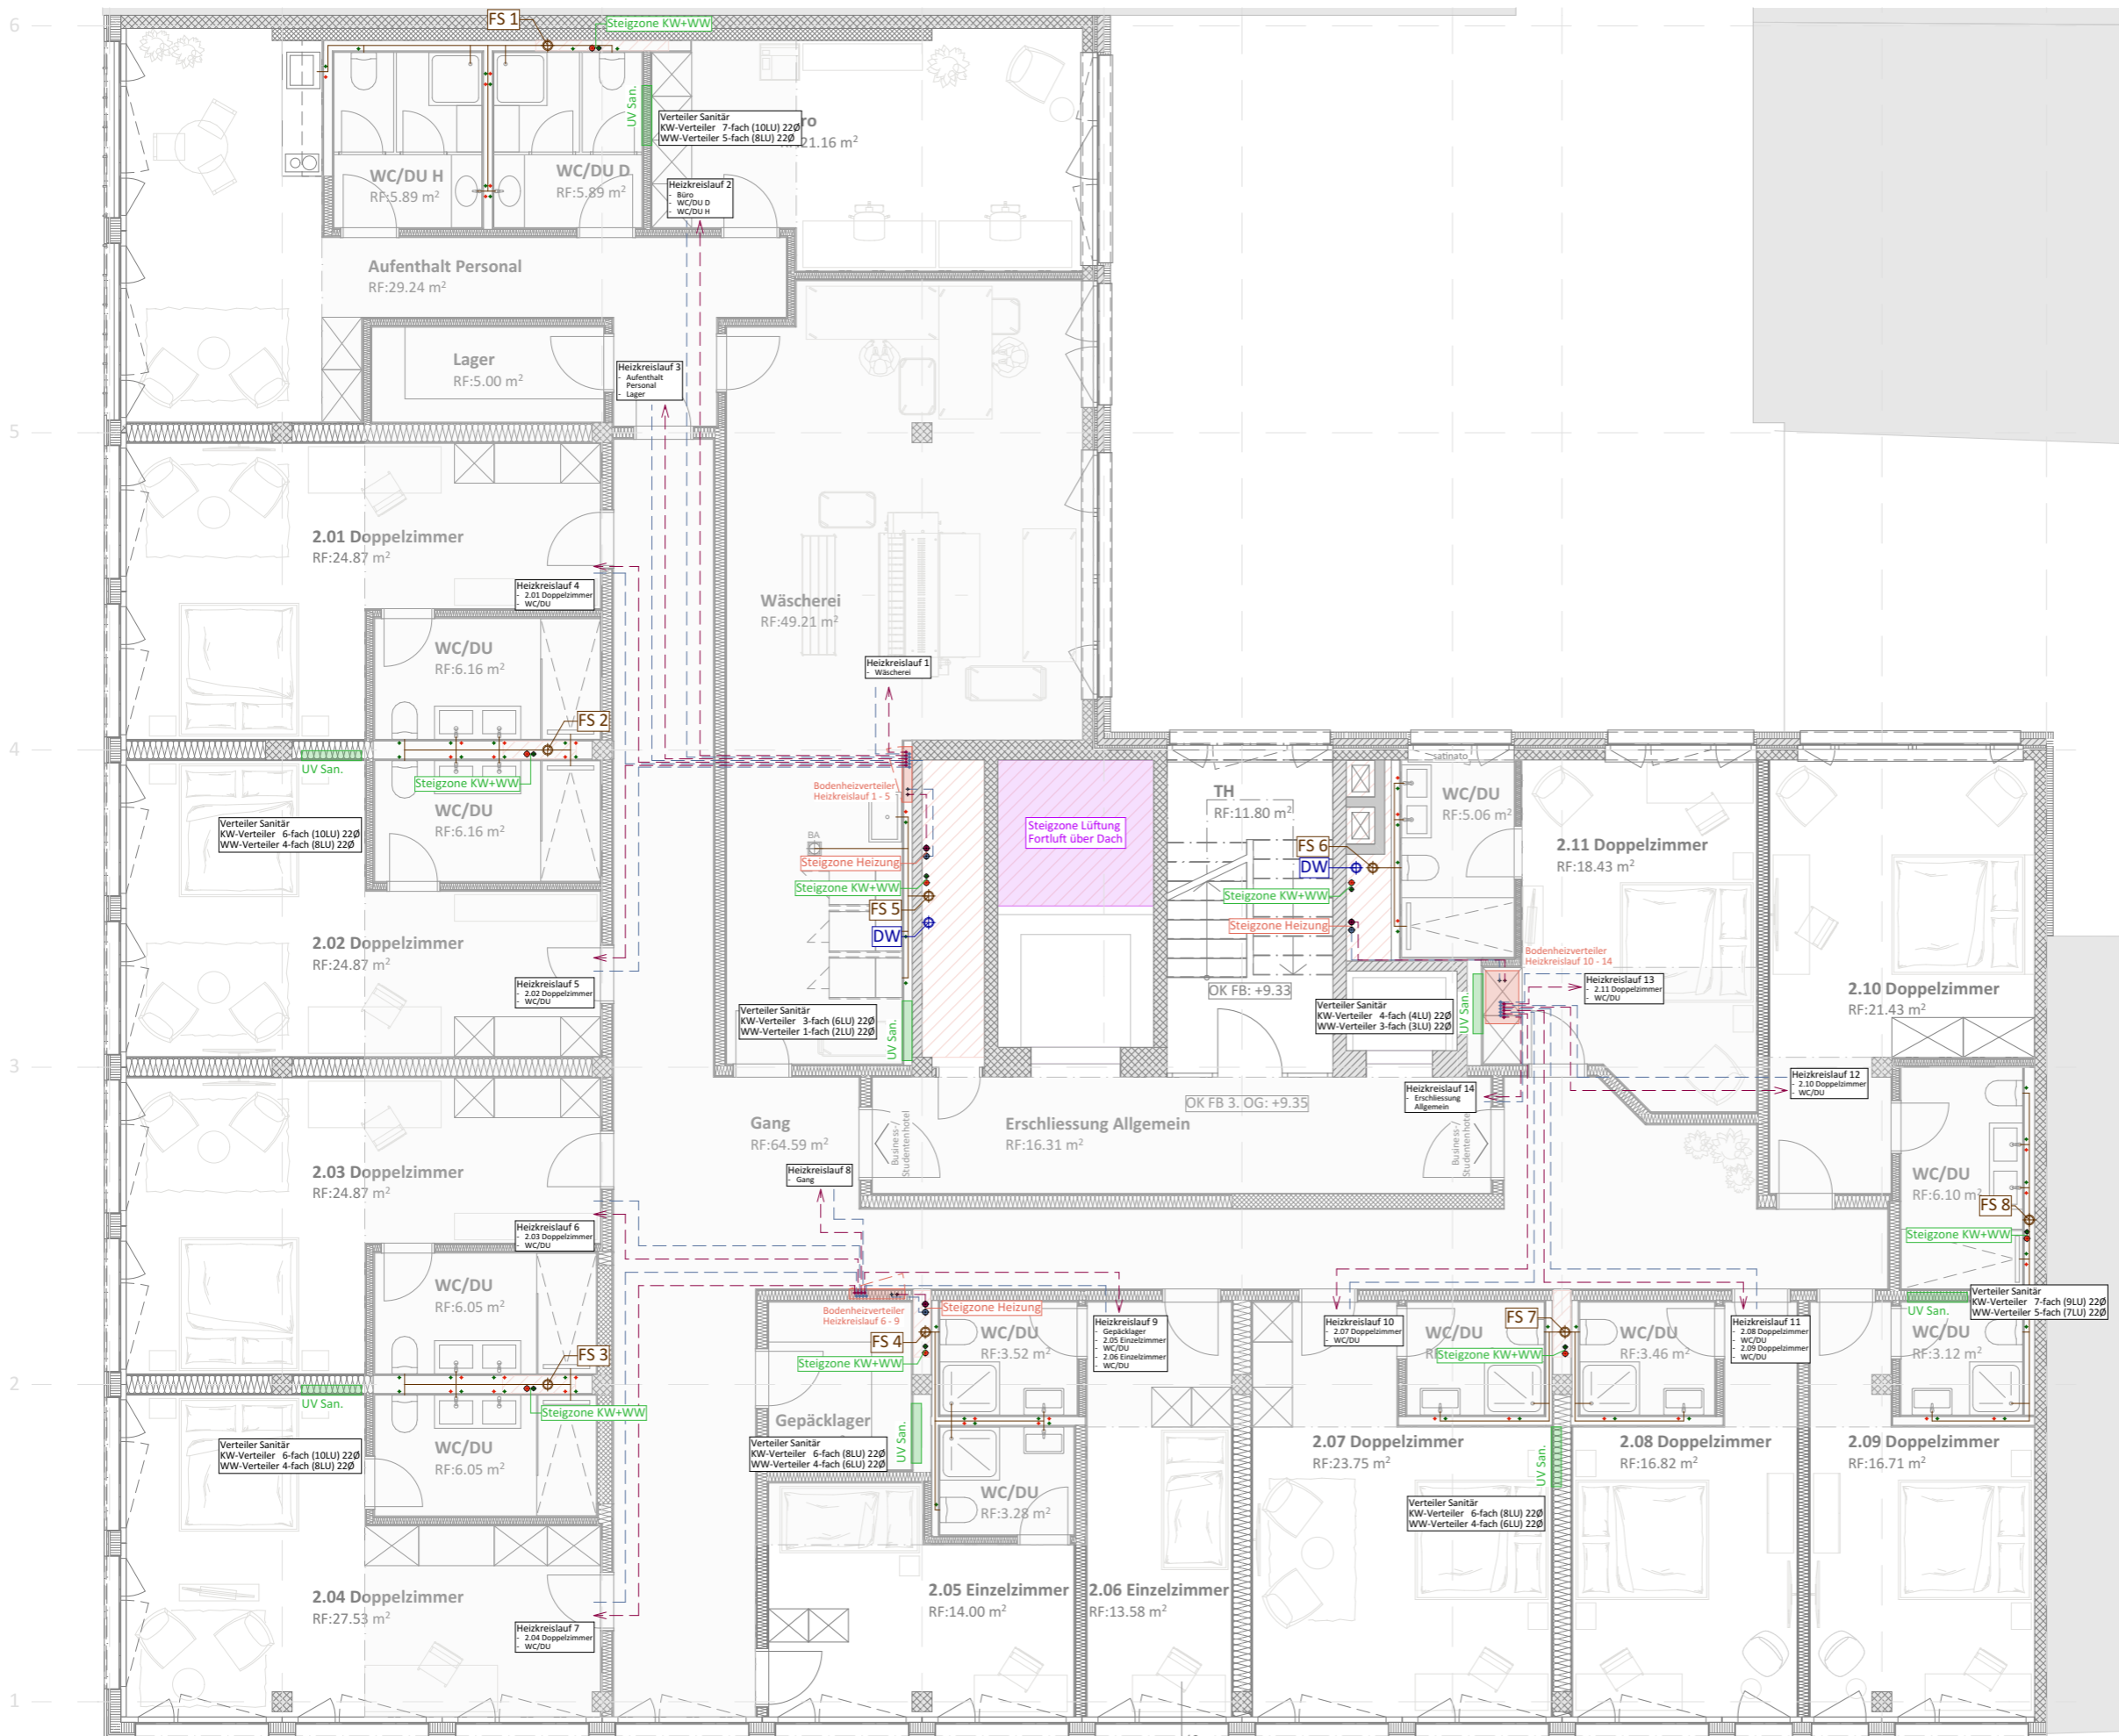 6
FS 1
Steigzone KW+WW
UV San.
Verteiler Sanitär
KW-Verteiler 7-fach (10LU) 22Ø
WW-Verteiler 5-fach (8LU) 22Ø
ro
21.16 m²
WC/DU H
RF:5.89 m²
WC/DU D
RF:5.89 m²
Heizkreislauf 2
- Büro
- WC/DU D
- WC/DU H
Aufenthalt Personal
RF:29.24 m²
Lager
RF:5.00 m²
Heizkreislauf 3
- Aufenthalt
Personal
- Lager
5
2.01 Doppelzimmer
RF:24.87 m²
Heizkreislauf 4
- 2.01 Doppelzimmer
- WC/DU
Wäscherei
RF:49.21 m²
WC/DU
RF:6.16 m²
Heizkreislauf 1
- Wäscherei
FS 2
4
UV San.
Steigzone KW+WW
WC/DU
RF:6.16 m²
Verteiler Sanitär
KW-Verteiler 6-fach (10LU) 22Ø
WW-Verteiler 4-fach (8LU) 22Ø
Bodenheizverteiler
Heizkreislauf 1 - 5
BA
Steigzone Heizung
Steigzone KW+WW
FS 5
DW
Steigzone Lüftung
Fortluft über Dach
TH
RF:11.80 m²
FS 6
DW
Steigzone KW+WW
Steigzone Heizung
satinato
WC/DU
RF:5.06 m²
2.11 Doppelzimmer
RF:18.43 m²
Bodenheizverteiler
Heizkreislauf 10 - 14
2.02 Doppelzimmer
RF:24.87 m²
Heizkreislauf 5
- 2.02 Doppelzimmer
- WC/DU
Verteiler Sanitär
KW-Verteiler 3-fach (6LU) 22Ø
WW-Verteiler 1-fach (2LU) 22Ø
UV San.
OK FB: +9.33
Verteiler Sanitär
KW-Verteiler 4-fach (4LU) 22Ø
WW-Verteiler 3-fach (3LU) 22Ø
UV San.
Heizkreislauf 13
- 2.11 Doppelzimmer
- WC/DU
2.10 Doppelzimmer
RF:21.43 m²
3
Heizkreislauf 12
- 2.10 Doppelzimmer
- WC/DU
Heizkreislauf 14
- Erschliessung
Allgemein
OK FB 3. OG: +9.35
Gang
RF:64.59 m²
Business-/
Studentenhotel
Erschliessung Allgemein
RF:16.31 m²
Business-/
Studentenhotel
2.03 Doppelzimmer
RF:24.87 m²
Heizkreislauf 8
- Gang
WC/DU
RF:6.10 m²
FS 8
Steigzone KW+WW
Heizkreislauf 6
- 2.03 Doppelzimmer
- WC/DU
WC/DU
RF:6.05 m²
Bodenheizverteiler
Heizkreislauf 6 - 9
Steigzone Heizung
FS 4
Steigzone KW+WW
WC/DU
RF:3.52 m²
Heizkreislauf 9
- Gepäcklager
- 2.05 Einzelzimmer
- WC/DU
- 2.06 Einzelzimmer
- WC/DU
Heizkreislauf 10
- 2.07 Doppelzimmer
- WC/DU
WC/DU
FS 7
Steigzone KW+WW
WC/DU
RF:3.46 m²
Heizkreislauf 11
- 2.08 Doppelzimmer
- WC/DU
- 2.09 Doppelzimmer
- WC/DU
UV San.
Verteiler Sanitär
KW-Verteiler 7-fach (9LU) 22Ø
WW-Verteiler 5-fach (7LU) 22Ø
WC/DU
RF:3.12 m²
FS 3
2
UV San.
Steigzone KW+WW
WC/DU
RF:6.05 m²
Verteiler Sanitär
KW-Verteiler 6-fach (10LU) 22Ø
WW-Verteiler 4-fach (8LU) 22Ø
Gepäcklager
Verteiler Sanitär
KW-Verteiler 6-fach (8LU) 22Ø
WW-Verteiler 4-fach (6LU) 22Ø
UV San.
WC/DU
RF:3.28 m²
2.07 Doppelzimmer
RF:23.75 m²
UV San.
Verteiler Sanitär
KW-Verteiler 6-fach (8LU) 22Ø
WW-Verteiler 4-fach (6LU) 22Ø
2.08 Doppelzimmer
RF:16.82 m²
2.09 Doppelzimmer
RF:16.71 m²
2.04 Doppelzimmer
RF:27.53 m²
Heizkreislauf 7
- 2.04 Doppelzimmer
- WC/DU
2.05 Einzelzimmer
RF:14.00 m²
2.06 Einzelzimmer
RF:13.58 m²
1